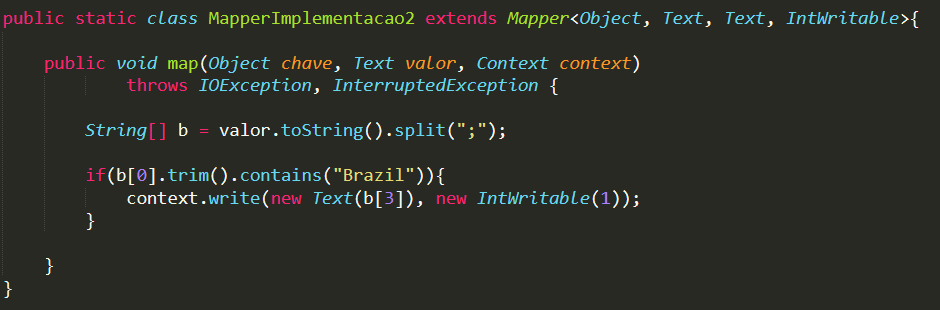 public static class MapperImplementacao2 extends Mapper<Object, Text, Text, IntWritable>{
public void map(Object chave, Text valor, Context context)
throws IOException, InterruptedException {
String[] b = valor.toString().split(";");
if(b[0].trim().contains("Brazil")){
context.write(new Text(b[3]), new IntWritable(1));
}
}
}